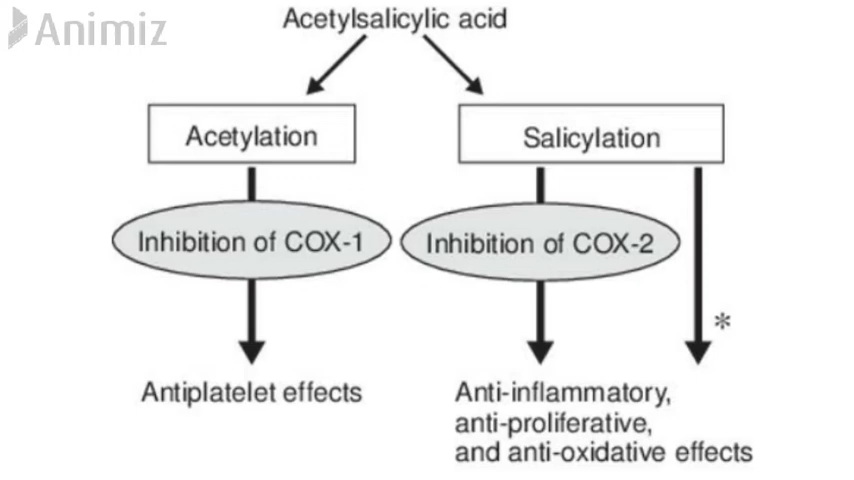 Animiz
Acetylsalicylic acid
Acetylation
Salicylation
Inhibition of COX-1
Inhibition of COX-2
*
Antiplatelet effects
Anti-inflammatory,
anti-proliferative,
and anti-oxidative effects